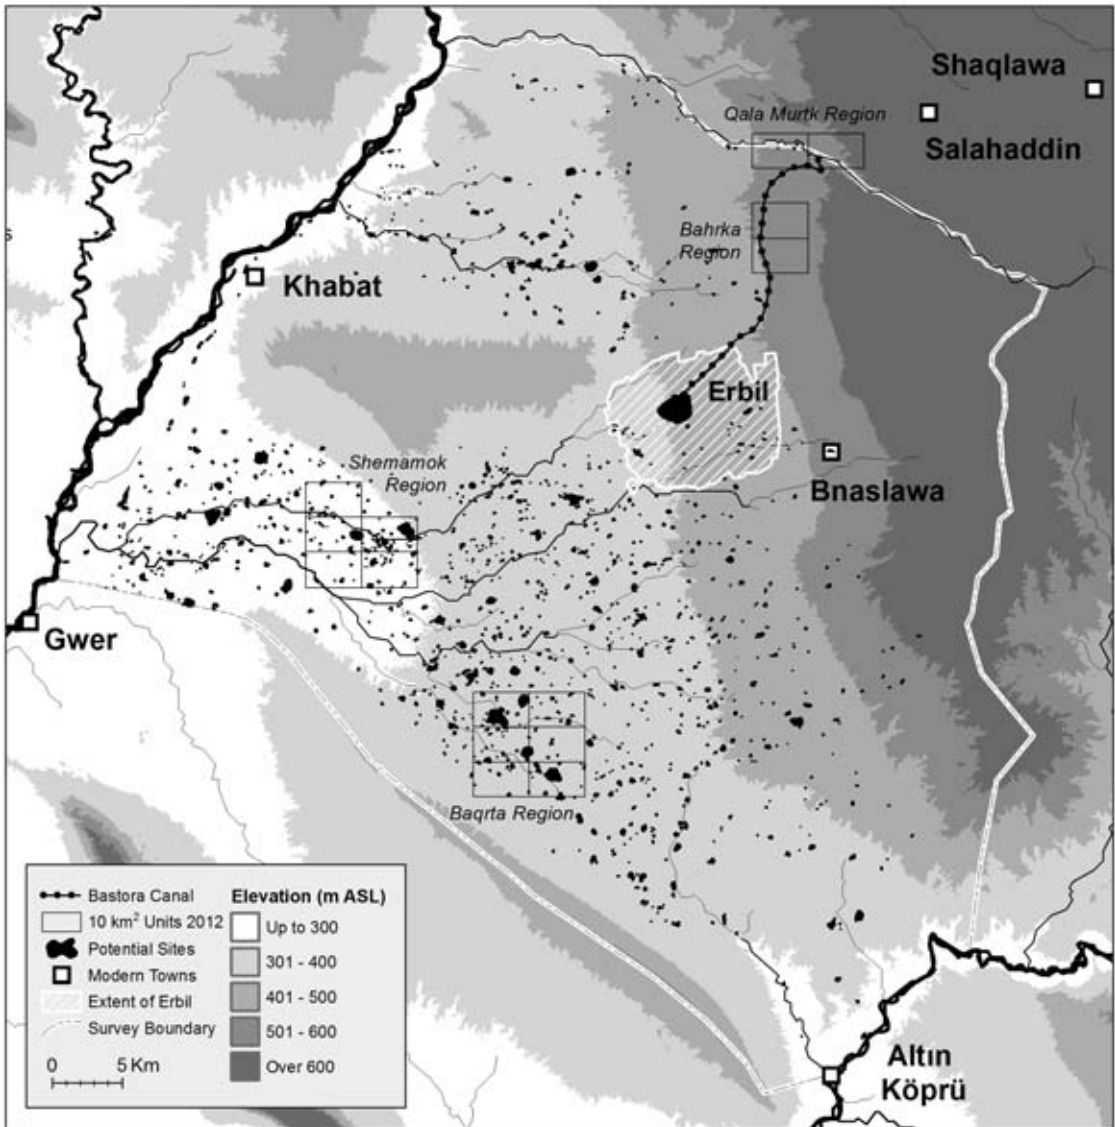 Shaqlawa
Qala Murtk Region
Salahaddin
s
Bahrka
Region
Khabat
Erbil
Shemamok
Region
Bnaslawa
Gwer
Baqrta Region
Bastora Canal
10 km² Units 2012
Potential Sites
Modern Towns
Extent of Erbil
Survey Boundary
0 5 Km
Elevation (m ASL)
Up to 300
301 - 400
401 - 500
501 - 600
Over 600
Altın
Köprü